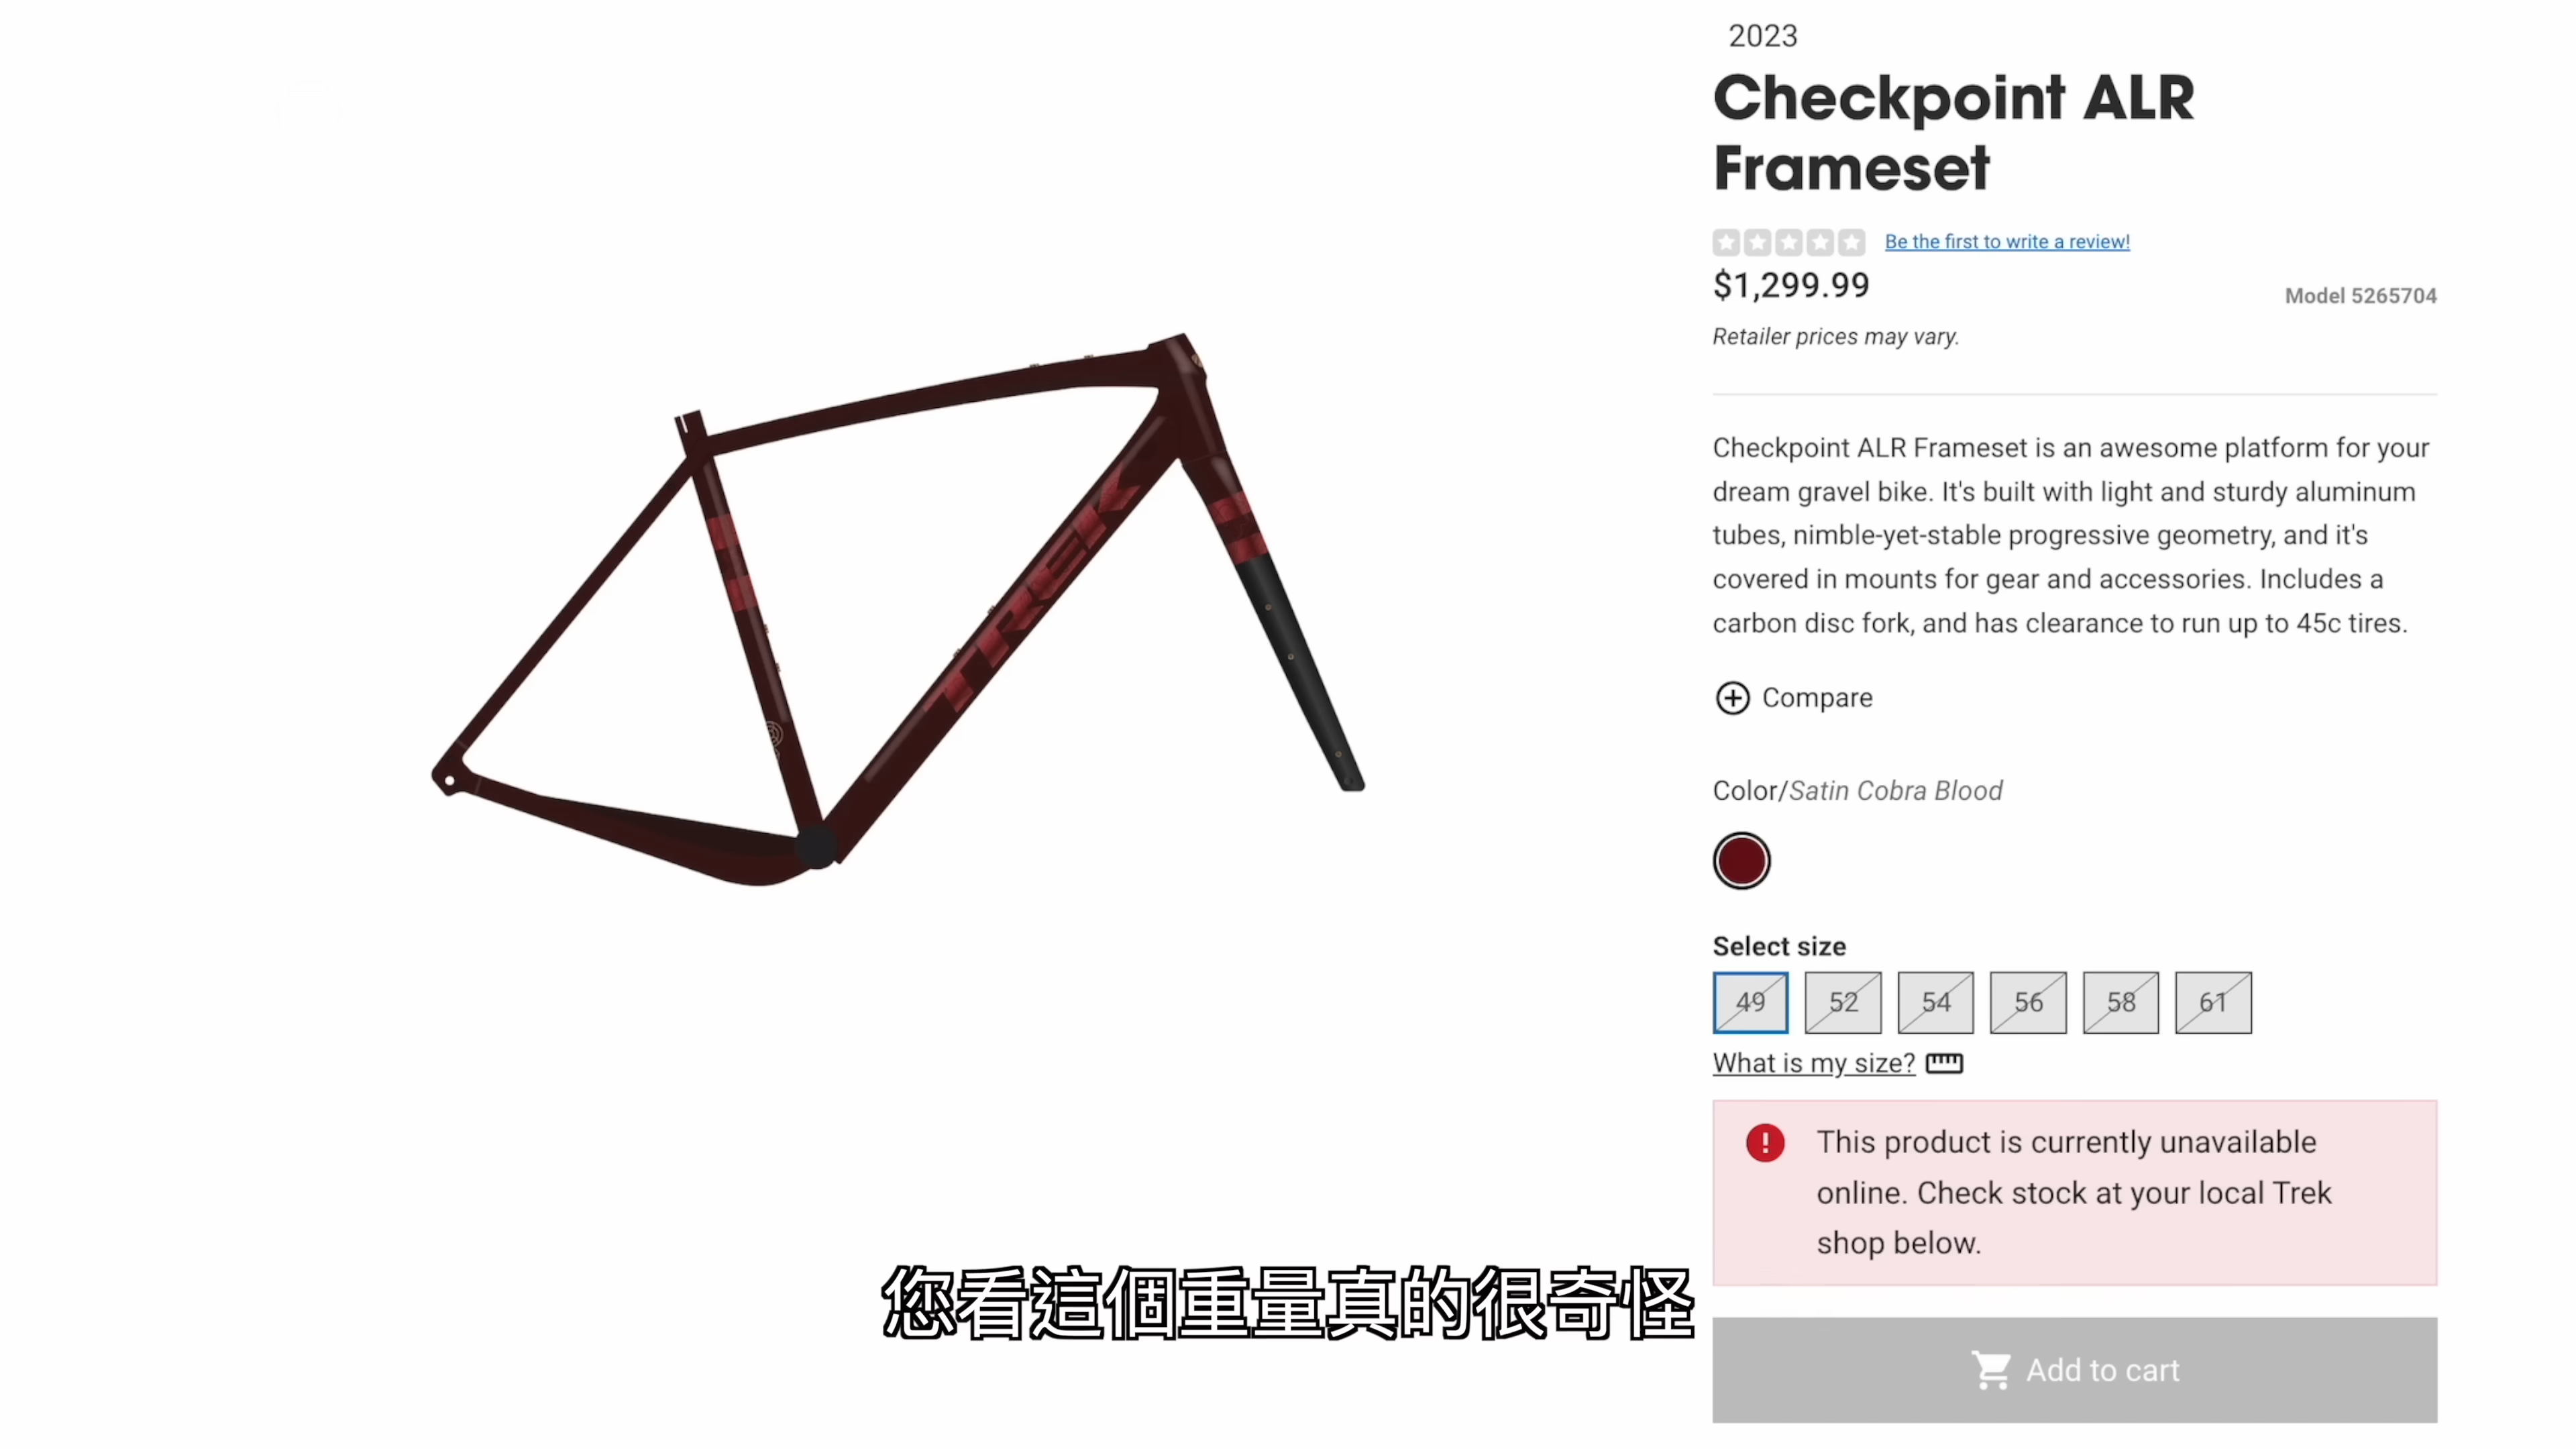 2023
Checkpoint ALR
Frameset
Be the first to write a review!
$1,299.99
Model 5265704
Retailer prices may vary.
Checkpoint ALR Frameset is an awesome platform for your
dream gravel bike. It's built with light and sturdy aluminum
tubes, nimble-yet-stable progressive geometry, and it's
covered in mounts for gear and accessories. Includes a
carbon disc fork, and has clearance to run up to 45c tires.
Compare
Color/Satin Cobra Blood
Select size
49 52 54 56 58 61
What is my size?
This product is currently unavailable
online. Check stock at your local Trek
shop below.
Add to cart
TREK
您看這個重量真的很奇怪